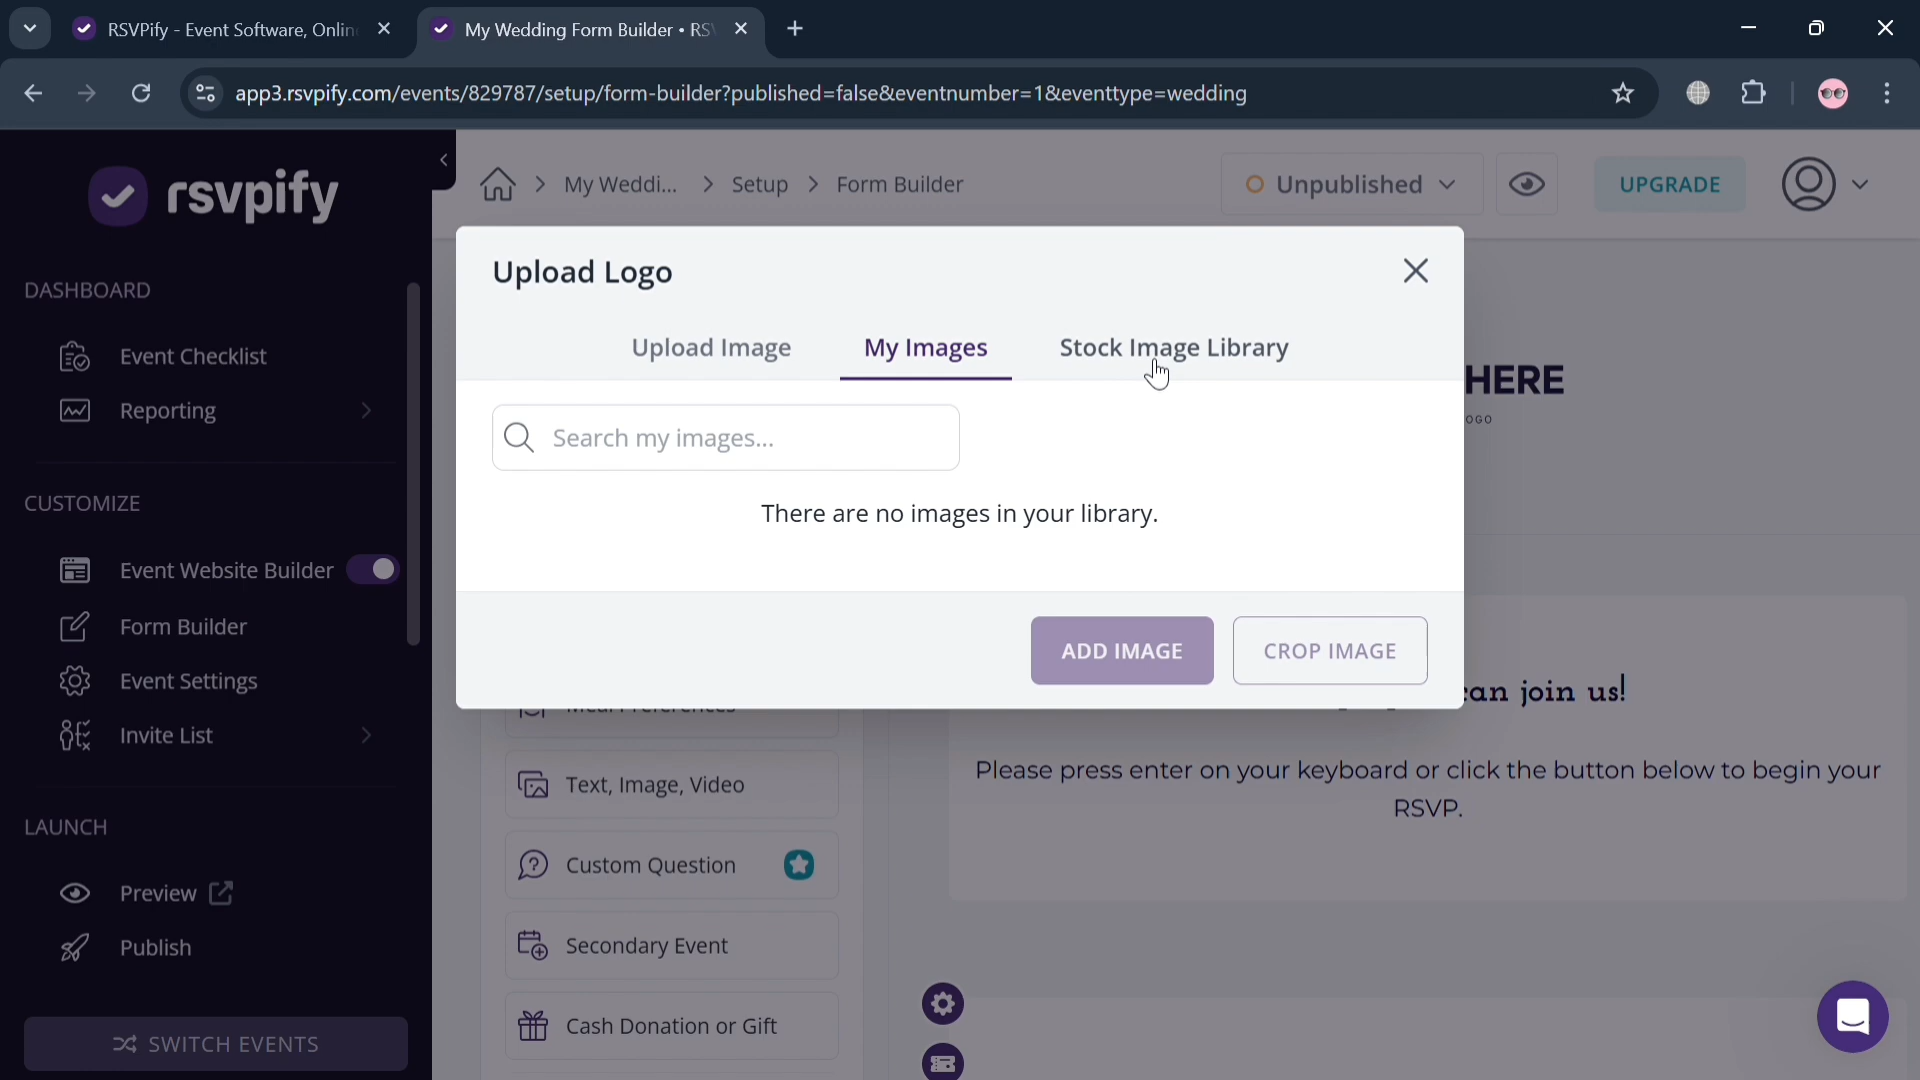 RSVPify - Event Software, Onlin
My Wedding Form Builder • RS
app3.rsvpify.com/events/829787/setup/form-builder?published=false&eventnumber=1&eventtype=wedding
rsvpify
My Weddi...
Setup
Form Builder
Unpublished
UPGRADE
DASHBOARD
Event Checklist
Reporting
CUSTOMIZE
Event Website Builder
Form Builder
Event Settings
Invite List
LAUNCH
Preview
Publish
SWITCH EVENTS
Upload Logo
Upload Image
My Images
Stock Image Library
Search my images...
There are no images in your library.
ADD IMAGE
CROP IMAGE
HERE
OGO
can join us!
Please press enter on your keyboard or click the button below to begin your
RSVP.
Text, Image, Video
Custom Question
Secondary Event
Cash Donation or Gift